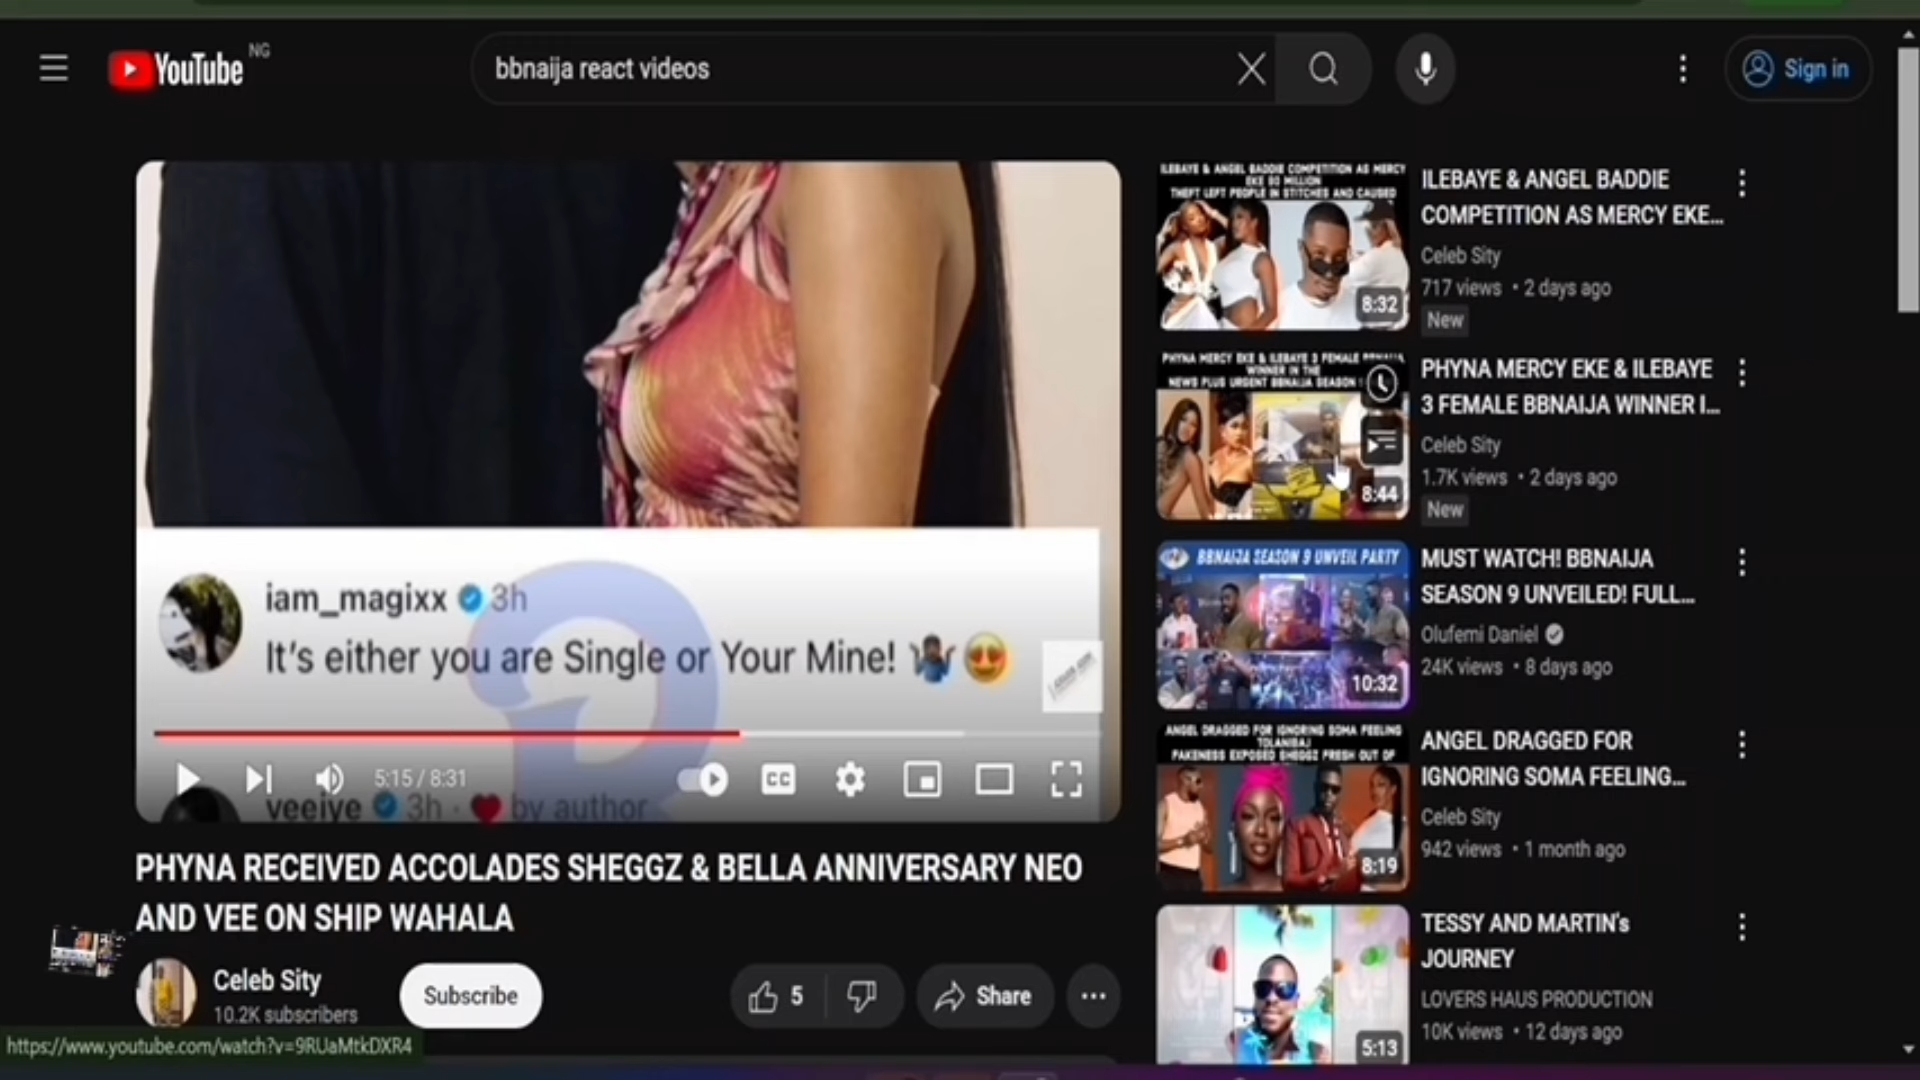 YouTube NG
bbnaija react videos
Sign in
iam_magixx 3h
It's either you are Single or Your Mine! 🤷🏿‍♂️😍
5:15 / 8:31
CC
veeiye 3h · ❤️ by author
PHYNA RECEIVED ACCOLADES SHEGGZ & BELLA ANNIVERSARY NEO
AND VEE ON SHIP WAHALA
Celeb Sity
10.2K subscribers
Subscribe
5
Share
https://www.youtube.com/watch?v=9RUaMtkDXR4
ILEBAYE & ANGEL BADDIE COMPETITION AS MERCY
EKE 80 MILLION
THEFT LEFT PEOPLE IN STITCHES AND CAUSED
8:32
ILEBAYE & ANGEL BADDIE
COMPETITION AS MERCY EKE...
Celeb Sity
717 views • 2 days ago
New
PHYNA MERCY EKE & ILEBAYE 3 FEMALE BBNAIJA
WINNER IN THE
NEWS PLUS URGENT BBNAIJA SEASON
8:44
PHYNA MERCY EKE & ILEBAYE
3 FEMALE BBNAIJA WINNER I...
Celeb Sity
1.7K views • 2 days ago
New
BBNAIJA SEASON 9 UNVEIL PARTY
10:32
MUST WATCH! BBNAIJA
SEASON 9 UNVEILED! FULL...
Olufemi Daniel
24K views • 8 days ago
ANGEL DRAGGED FOR IGNORING SOMA FEELING
TOLANIBAJ
PAKENESS EXPOSED SHEGGZ FRESH OUT OF
8:19
ANGEL DRAGGED FOR
IGNORING SOMA FEELING...
Celeb Sity
942 views • 1 month ago
5:13
TESSY AND MARTIN's
JOURNEY
LOVERS HAUS PRODUCTION
10K views • 12 days ago